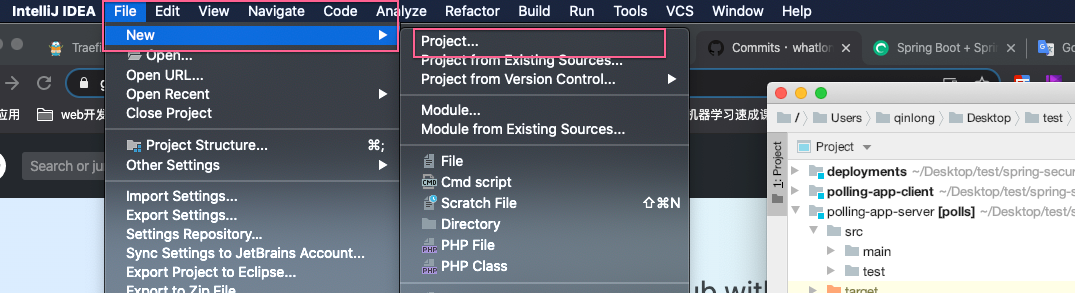 IntelliJ IDEA File Edit View Navigate Code Analyze Refactor Build Run Tools VCS Window Help
New
Project...
Traefi
Commits · whatlor
Spring Boot + Sprin
Open...
Project from Existing Sources...
Open URL...
Project from Version Control...
Open Recent
应用
web开发
Close Project
Module...
机器学习速成课
Module from Existing Sources...
/ Users qinlong Desktop test
Project Structure... ⌘;
Other Settings
File
Search or ju
Cmd script
Import Settings...
Scratch File ⇧⌘N
Export Settings...
Directory
Settings Repository...
PHP File
Sync Settings to JetBrains Account...
PHP Class
Export Project to Eclipse...
Export to Zip File
ub with
1: Project
Project
deployments ~/Desktop/test/spring-secur
polling-app-client ~/Desktop/test/spring-s
polling-app-server [polls] ~/Desktop/test/s
src
main
test
target